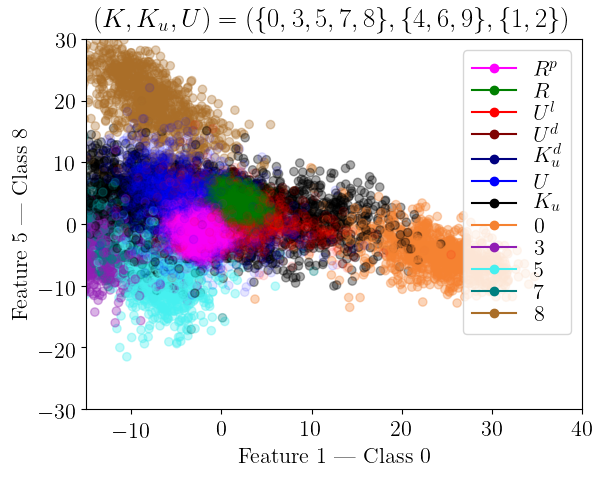 (K, K_u, U) = ({0, 3, 5, 7, 8}, {4, 6, 9}, {1, 2})
30
20
10
0
−10
−20
−30
−10
0
10
20
30
40
Feature 5 — Class 8
Feature 1 — Class 0
R^p
R
U^l
U^d
K_u^d
U
K_u
0
3
5
7
8